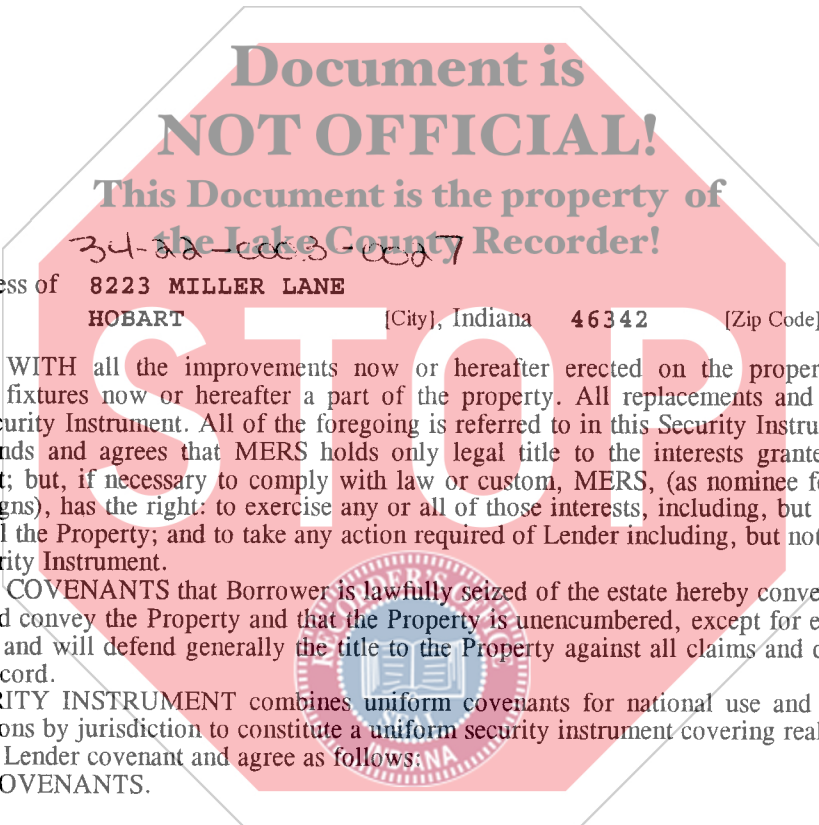 Document is
NOT OFFICIAL!
This Document is the property of
the Lake County Recorder!
34-22-0003-0027
ess of 8223 MILLER LANE
HOBART [City], Indiana 46342 [Zip Code]
WITH all the improvements now or hereafter erected on the proper
fixtures now or hereafter a part of the property. All replacements and
curity Instrument. All of the foregoing is referred to in this Security Instru
nds and agrees that MERS holds only legal title to the interests grante
t; but, if necessary to comply with law or custom, MERS, (as nominee fo
gns), has the right: to exercise any or all of those interests, including, but
l the Property; and to take any action required of Lender including, but not
rity Instrument.
COVENANTS that Borrower is lawfully seized of the estate hereby conve
d convey the Property and that the Property is unencumbered, except for e
and will defend generally the title to the Property against all claims and d
cord.
RITY INSTRUMENT combines uniform covenants for national use and
ons by jurisdiction to constitute a uniform security instrument covering real
Lender covenant and agree as follows:
OVENANTS.
STOP
RECORDER'S OFFICE
SEAL
INDIANA